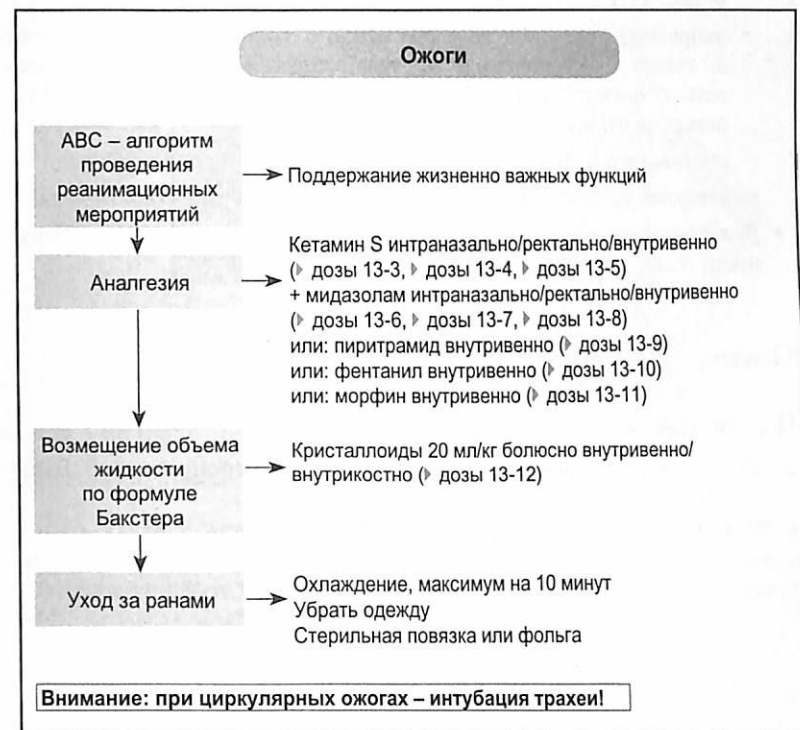 Ожоги
ABC – алгоритм
проведения
реанимационных
мероприятий
Поддержание жизненно важных функций
Аналгезия
Кетамин S интраназально/ректально/внутривенно
(▹ дозы 13-3, ▹ дозы 13-4, ▹ дозы 13-5)
+ мидазолам интраназально/ректально/внутривенно
(▹ дозы 13-6, ▹ дозы 13-7, ▹ дозы 13-8)
или: пиритрамид внутривенно (▹ дозы 13-9)
или: фентанил внутривенно (▹ дозы 13-10)
или: морфин внутривенно (▹ дозы 13-11)
Возмещение объема
жидкости
по формуле
Бакстера
Кристаллоиды 20 мл/кг болюсно внутривенно/
внутрикостно (▹ дозы 13-12)
Уход за ранами
Охлаждение, максимум на 10 минут
Убрать одежду
Стерильная повязка или фольга
Внимание: при циркулярных ожогах – интубация трахеи!